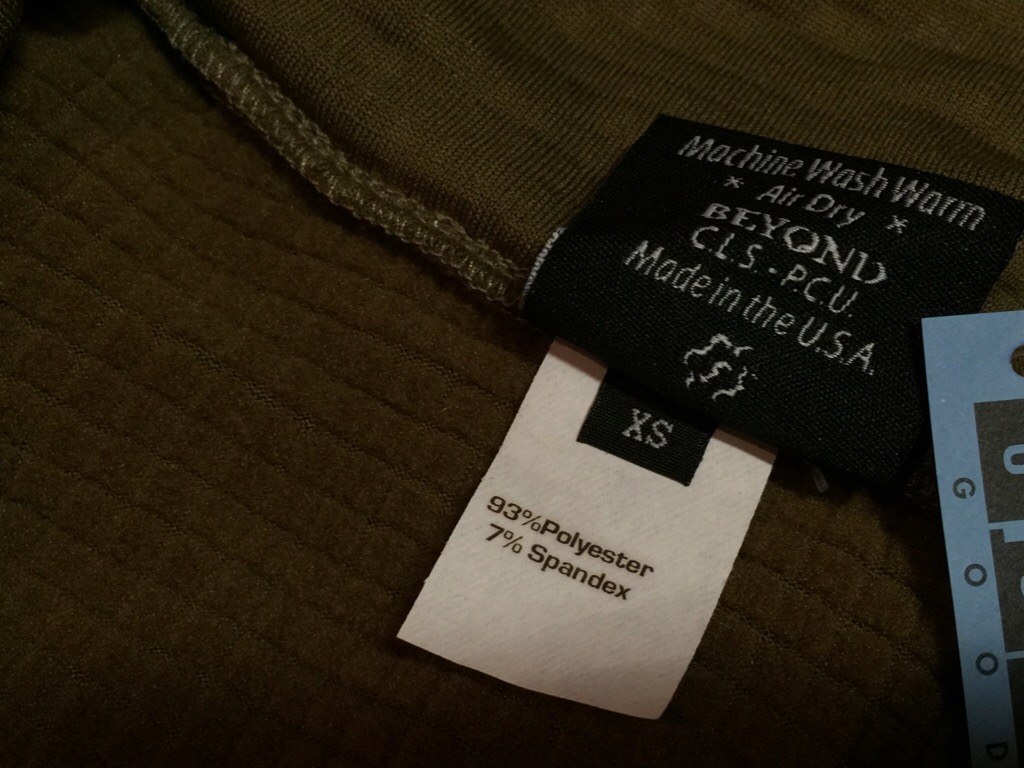 Machine Wash Warm
* Air Dry *
BEYOND
C.L.S. - P.C.U.
Made in the U.S.A.
XS
93%Polyester
7% Spandex
G O O D